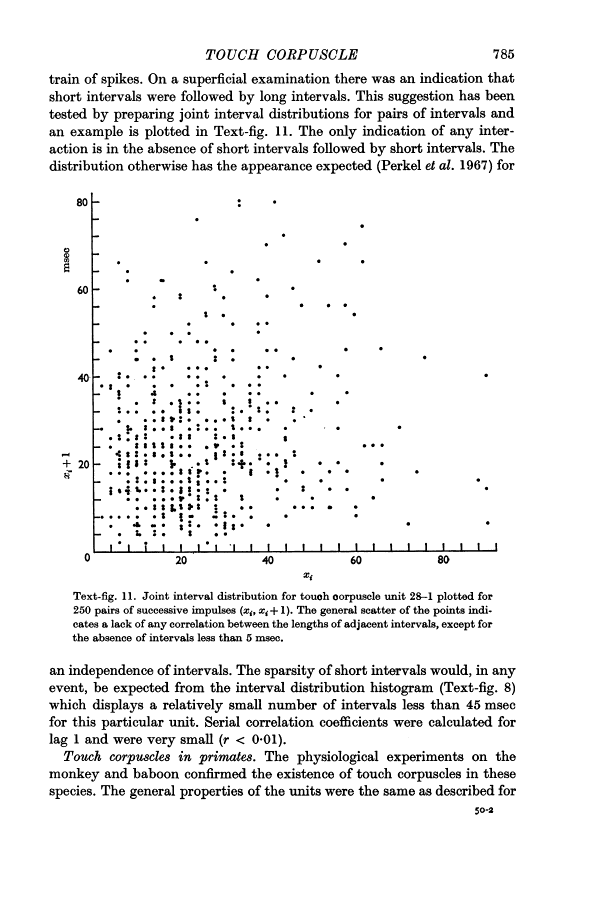 TOUCH CORPUSCLE 785
train of spikes. On a superficial examination there was an indication that
short intervals were followed by long intervals. This suggestion has been
tested by preparing joint interval distributions for pairs of intervals and
an example is plotted in Text-fig. 11. The only indication of any inter-
action is in the absence of short intervals followed by short intervals. The
distribution otherwise has the appearance expected (Perkel et al. 1967) for
80
msec
60
40
xᵢ+1
20
0 20 40 60 80
xᵢ
Text-fig. 11. Joint interval distribution for touch corpuscle unit 28–1 plotted for
250 pairs of successive impulses (xᵢ, xᵢ+1). The general scatter of the points indi-
cates a lack of any correlation between the lengths of adjacent intervals, except for
the absence of intervals less than 5 msec.
an independence of intervals. The sparsity of short intervals would, in any
event, be expected from the interval distribution histogram (Text-fig. 8)
which displays a relatively small number of intervals less than 45 msec
for this particular unit. Serial correlation coefficients were calculated for
lag 1 and were very small (r < 0·01).
Touch corpuscles in primates. The physiological experiments on the
monkey and baboon confirmed the existence of touch corpuscles in these
species. The general properties of the units were the same as described for
50-2